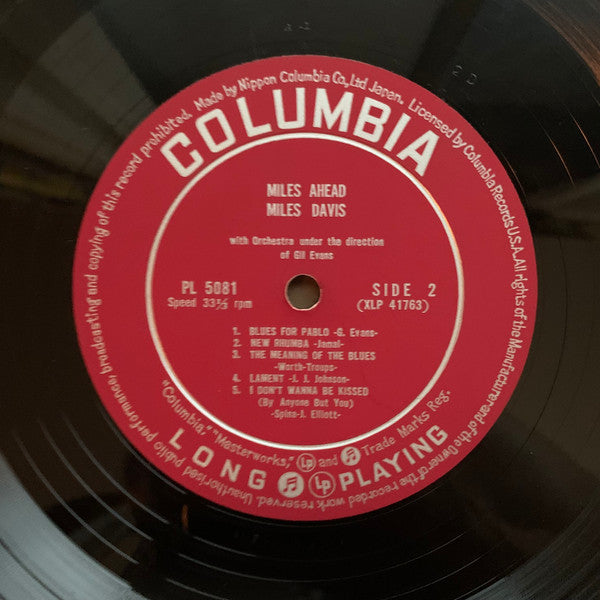 Made by Nippon Columbia Co., Ltd Japan. Licensed by Columbia Records U.S.A. All rights of the Manufacturer and of the Owner of the recorded work reserved. Unauthorised public performance, broadcasting and copying of this record prohibited.
COLUMBIA
MILES AHEAD
MILES DAVIS
with Orchestra under the direction
of Gil Evans
PL 5081
Speed 33⅓ rpm
SIDE 2
(XLP 41763)
1. BLUES FOR PABLO -G. Evans-
2. NEW RHUMBA -Jamal-
3. THE MEANING OF THE BLUES
-Worth-Troups-
4. LAMENT -J. J. Johnson-
5. I DON'T WANNA BE KISSED
(By Anyone But You)
-Spina-J. Elliott-
"Columbia," "Masterworks," Lp and Trade Marks Reg.
LONG Lp PLAYING